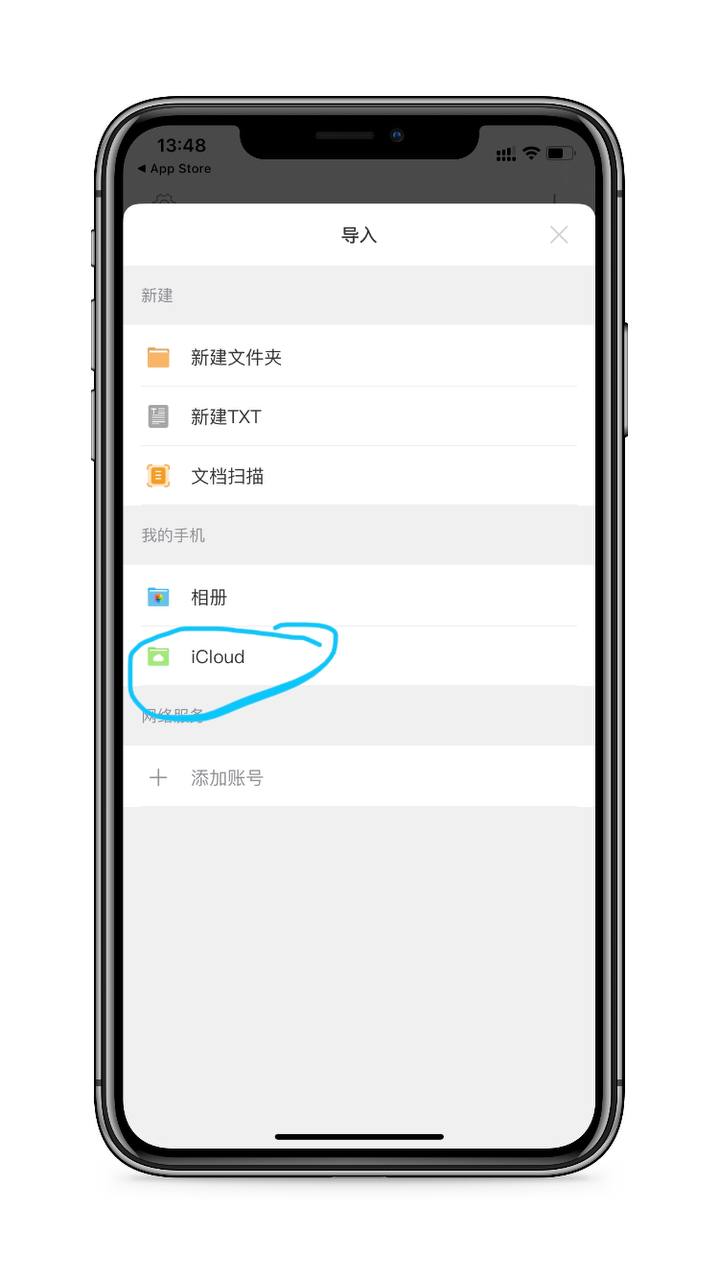 13:48
◀ App Store
导入
新建
新建文件夹
新建TXT
文档扫描
我的手机
相册
iCloud
网络服务
添加账号